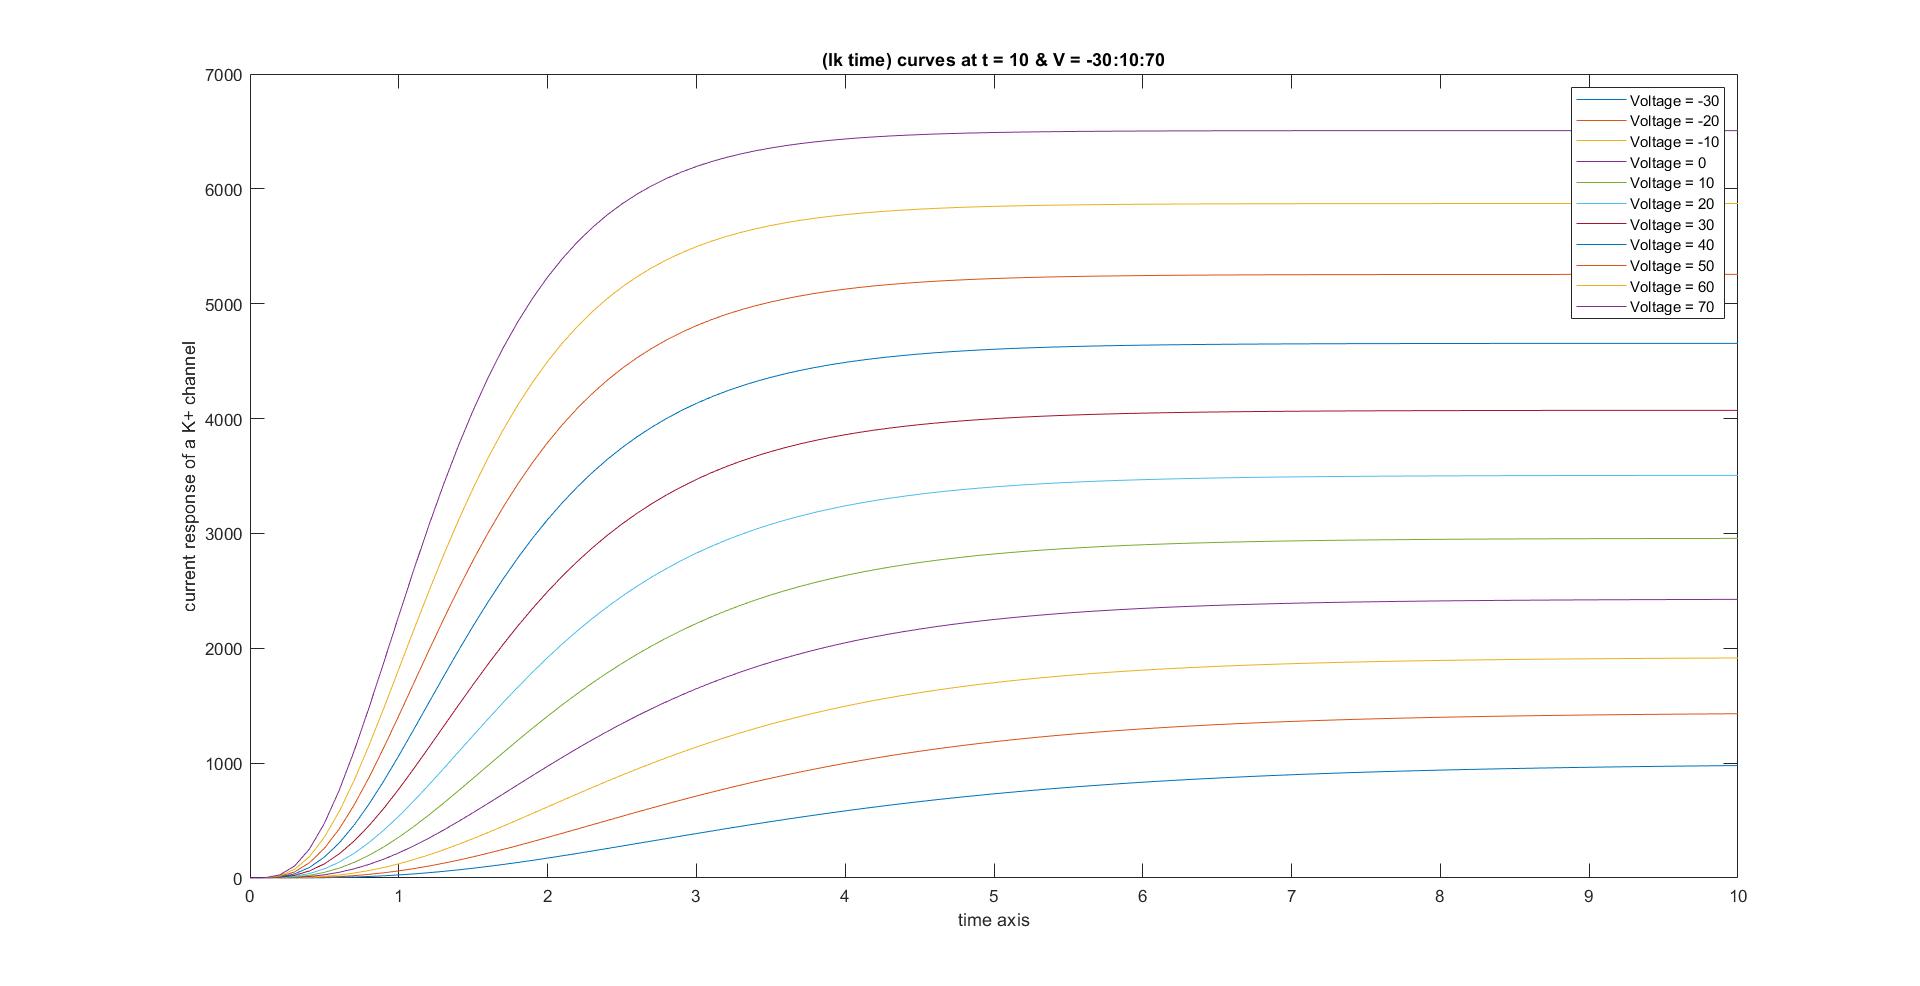 (Ik time) curves at t = 10 & V = -30:10:70
7000
6000
5000
4000
3000
2000
1000
0
current response of a K+ channel
Voltage = -30
Voltage = -20
Voltage = -10
Voltage = 0
Voltage = 10
Voltage = 20
Voltage = 30
Voltage = 40
Voltage = 50
Voltage = 60
Voltage = 70
0 1 2 3 4 5 6 7 8 9 10
time axis